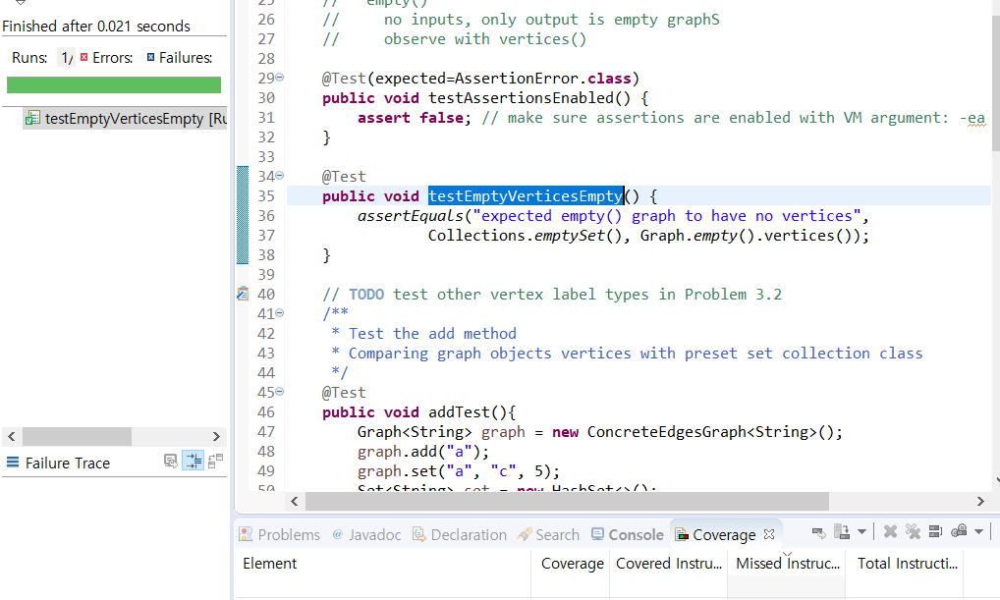 Finished after 0.021 seconds
Runs: 1/ Errors: Failures:
testEmptyVerticesEmpty [Ru
Failure Trace
25 // empty()
26 // no inputs, only output is empty graphS
27 // observe with vertices()
28
29 @Test(expected=AssertionError.class)
30 public void testAssertionsEnabled() {
31 assert false; // make sure assertions are enabled with VM argument: -ea
32 }
33
34 @Test
35 public void testEmptyVerticesEmpty() {
36 assertEquals("expected empty() graph to have no vertices",
37 Collections.emptySet(), Graph.empty().vertices());
38 }
39
40 // TODO test other vertex label types in Problem 3.2
41 /**
42 * Test the add method
43 * Comparing graph objects vertices with preset set collection class
44 */
45 @Test
46 public void addTest(){
47 Graph<String> graph = new ConcreteEdgesGraph<String>();
48 graph.add("a");
49 graph.set("a", "c", 5);
50 Set<String> set = new HashSet<>();
Problems @ Javadoc Declaration Search Console Coverage
Element Coverage Covered Instru... Missed Instruc... Total Instructi...